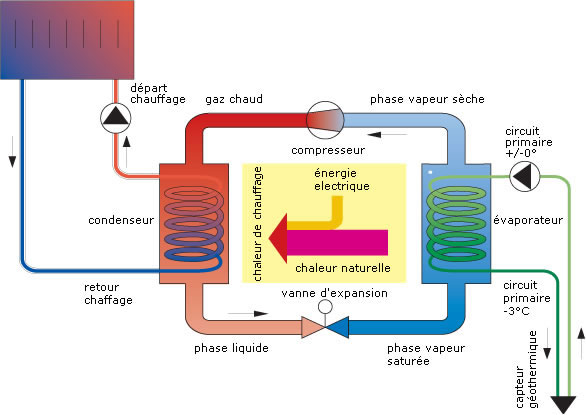 départ
chauffage
gaz chaud
phase vapeur sèche
compresseur
circuit
primaire
+/-0°
condenseur
chaleur de chauffage
énergie
electrique
chaleur naturelle
évaporateur
retour
chaffage
vanne d'expansion
circuit
primaire
-3°C
phase liquide
phase vapeur
saturée
capteur
géothermique